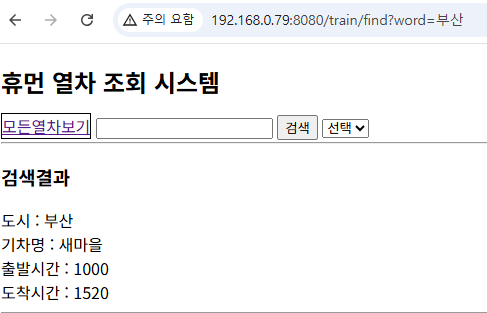 주의 요함 192.168.0.79:8080/train/find?word=부산
휴먼 열차 조회 시스템
모든열차보기 검색 선택
검색결과
도시 : 부산
기차명 : 새마을
출발시간 : 1000
도착시간 : 1520